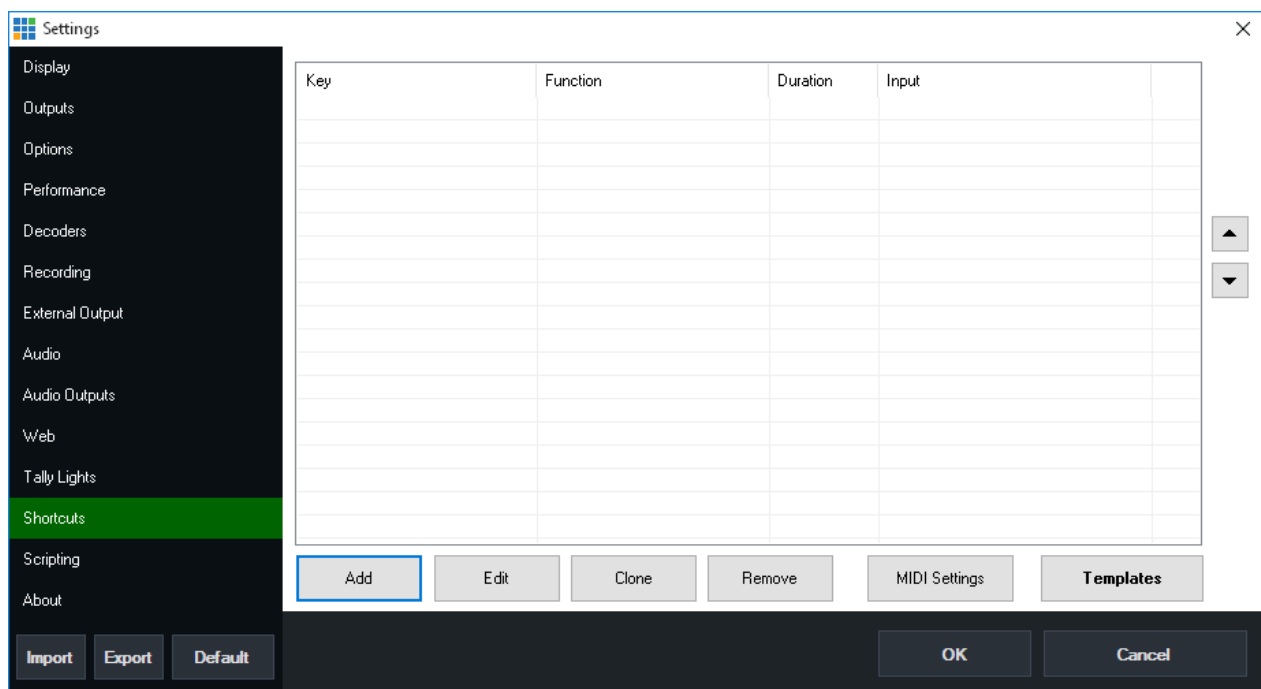 Settings
Display
Outputs
Options
Performance
Decoders
Recording
External Output
Audio
Audio Outputs
Web
Tally Lights
Shortcuts
Scripting
About
Import Export Default
Key Function Duration Input
Add Edit Clone Remove MIDI Settings Templates
OK Cancel